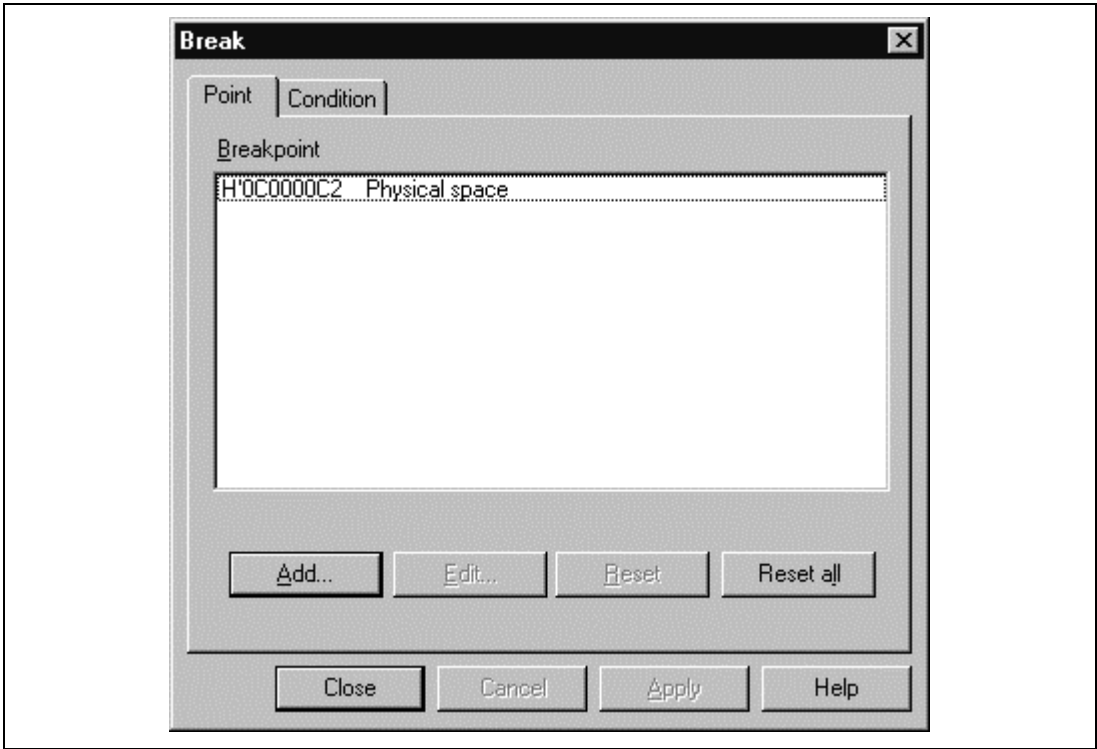 Break
Point Condition
Breakpoint
H'0C0000C2 Physical space
Add... Edit... Reset Reset all
Close Cancel Apply Help